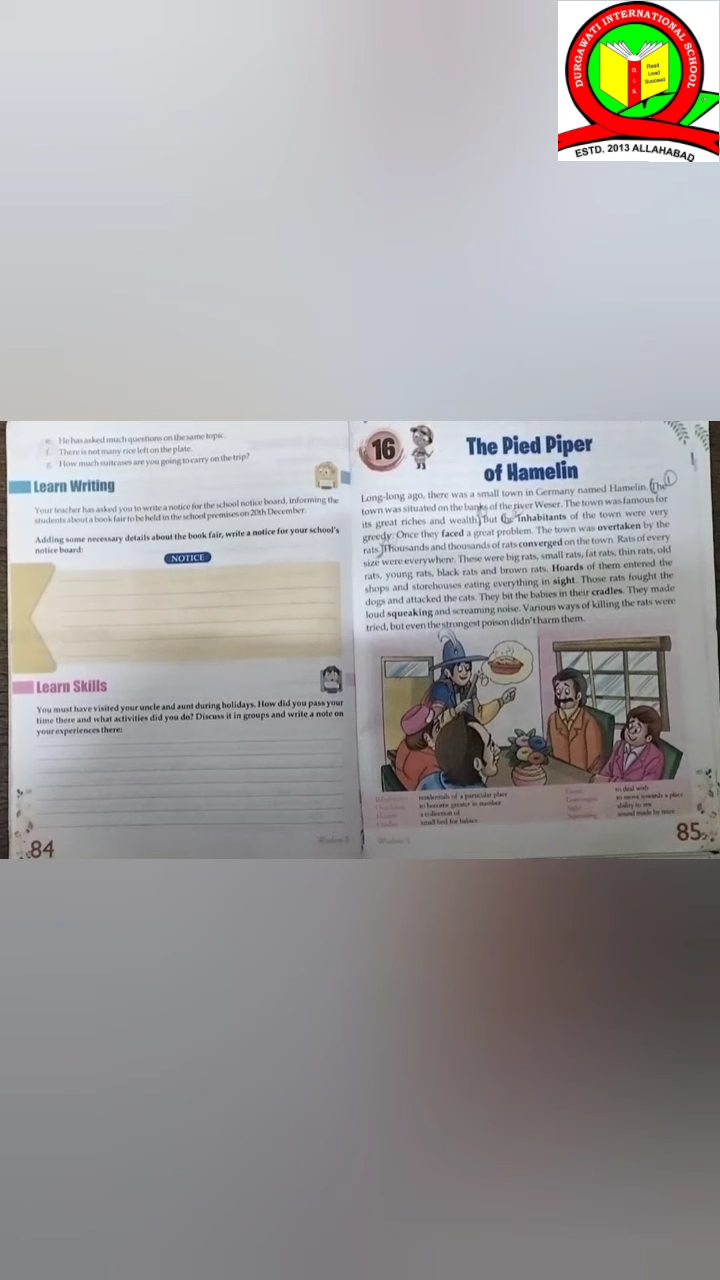 DURGAWATI INTERNATIONAL SCHOOL
D.
I.
S.
Read
Lead
Success
ESTD. 2013 ALLAHABAD
e. He has asked much questions on the same topic.
f. There is not many rice left on the plate.
g. How much suitcases are you going to carry on the trip?
Learn Writing
Your teacher has asked you to write a notice for the school notice board, informing the
students about a book fair to be held in the school premises on 20th December.
Adding some necessary details about the book fair, write a notice for your school's
notice board:
NOTICE
Learn Skills
You must have visited your uncle and aunt during holidays. How did you pass your
time there and what activities did you do? Discuss it in groups and write a note on
your experiences there:
84
16
The Pied Piper
of Hamelin
Long-long ago, there was a small town in Germany named Hamelin. The
town was situated on the banks of the river Weser. The town was famous for
its great riches and wealth. But the inhabitants of the town were very
greedy. Once they faced a great problem. The town was overtaken by the
rats. Thousands and thousands of rats converged on the town. Rats of every
size were everywhere. These were big rats, small rats, fat rats, thin rats, old
rats, young rats, black rats and brown rats. Hoards of them entered the
shops and storehouses eating everything in sight. Those rats fought the
dogs and attacked the cats. They bit the babies in their cradles. They made
loud squeaking and screaming noise. Various ways of killing the rats were
tried, but even the strongest poison didn't harm them.
residentials of a particular place
to become greater in number
a collection of
small bed for babies
to deal with
to move towards a place
ability to see
sound made by mice
85